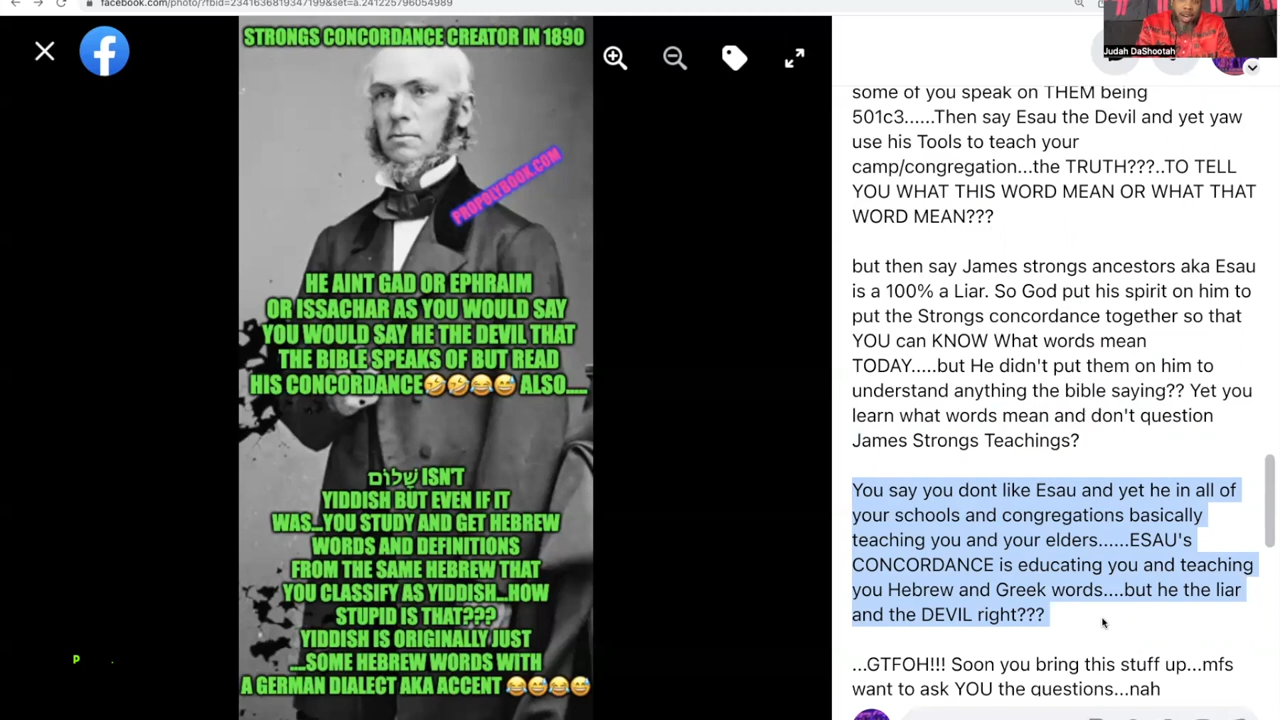 facebook.com/photo/?fbid=2341636819347199&set=a.241225796054989
Judah DaShootah
STRONGS CONCORDANCE CREATOR IN 1890
PROPOLYBOOK.COM
HE AINT GAD OR EPHRAIM
OR ISSACHAR AS YOU WOULD SAY
YOU WOULD SAY HE THE DEVIL THAT
THE BIBLE SPEAKS OF BUT READ
HIS CONCORDANCE🤣🤣😂😅 ALSO.....
שָׁלוֹם ISN'T
YIDDISH BUT EVEN IF IT
WAS...YOU STUDY AND GET HEBREW
WORDS AND DEFINITIONS
FROM THE SAME HEBREW THAT
YOU CLASSIFY AS YIDDISH...HOW
STUPID IS THAT???
YIDDISH IS ORIGINALLY JUST
....SOME HEBREW WORDS WITH
A GERMAN DIALECT AKA ACCENT 😂😅😂😅
P
some of you speak on THEM being
501c3......Then say Esau the Devil and yet yaw
use his Tools to teach your
camp/congregation...the TRUTH???..TO TELL
YOU WHAT THIS WORD MEAN OR WHAT THAT
WORD MEAN???
but then say James strongs ancestors aka Esau
is a 100% a Liar. So God put his spirit on him to
put the Strongs concordance together so that
YOU can KNOW What words mean
TODAY.....but He didn't put them on him to
understand anything the bible saying?? Yet you
learn what words mean and don't question
James Strongs Teachings?
You say you dont like Esau and yet he in all of
your schools and congregations basically
teaching you and your elders......ESAU's
CONCORDANCE is educating you and teaching
you Hebrew and Greek words....but he the liar
and the DEVIL right???
...GTFOH!!! Soon you bring this stuff up...mfs
want to ask YOU the questions...nah